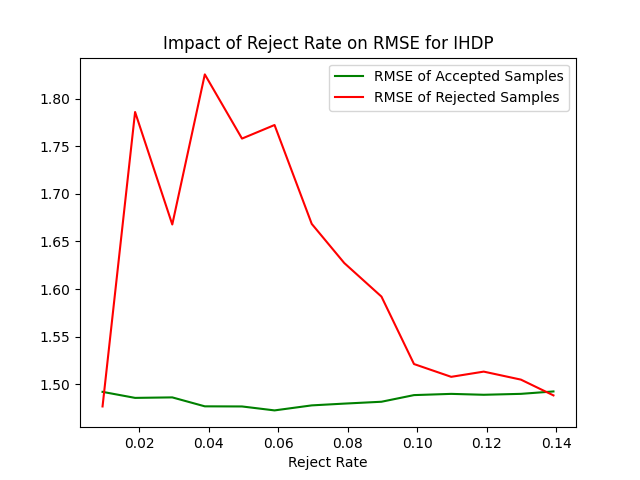 Impact of Reject Rate on RMSE for IHDP
RMSE of Accepted Samples
RMSE of Rejected Samples
1.80
1.75
1.70
1.65
1.60
1.55
1.50
0.02 0.04 0.06 0.08 0.10 0.12 0.14
Reject Rate